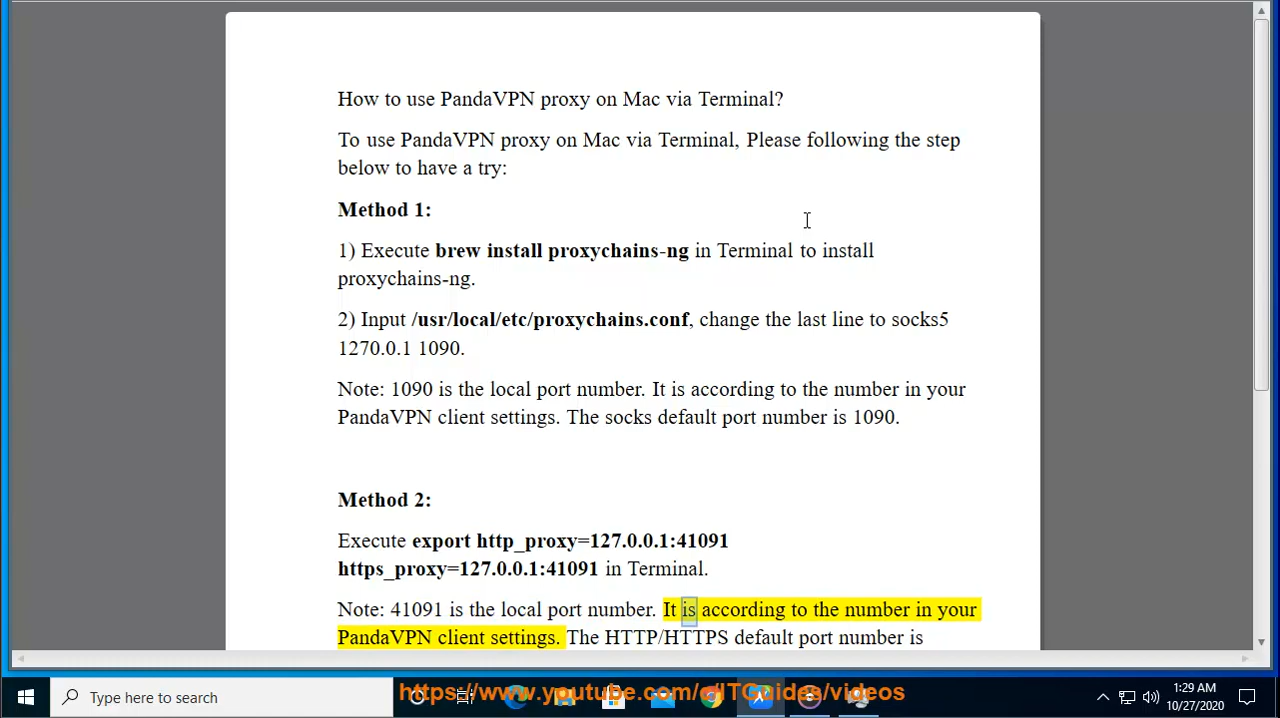 How to use PandaVPN proxy on Mac via Terminal?
To use PandaVPN proxy on Mac via Terminal, Please following the step
below to have a try:
Method 1:
1) Execute brew install proxychains-ng in Terminal to install
proxychains-ng.
2) Input /usr/local/etc/proxychains.conf, change the last line to socks5
1270.0.1 1090.
Note: 1090 is the local port number. It is according to the number in your
PandaVPN client settings. The socks default port number is 1090.
Method 2:
Execute export http_proxy=127.0.0.1:41091
https_proxy=127.0.0.1:41091 in Terminal.
Note: 41091 is the local port number. It is according to the number in your
PandaVPN client settings. The HTTP/HTTPS default port number is
Type here to search
https://www.youtube.com/c/ITGuides/videos
1:29 AM
10/27/2020